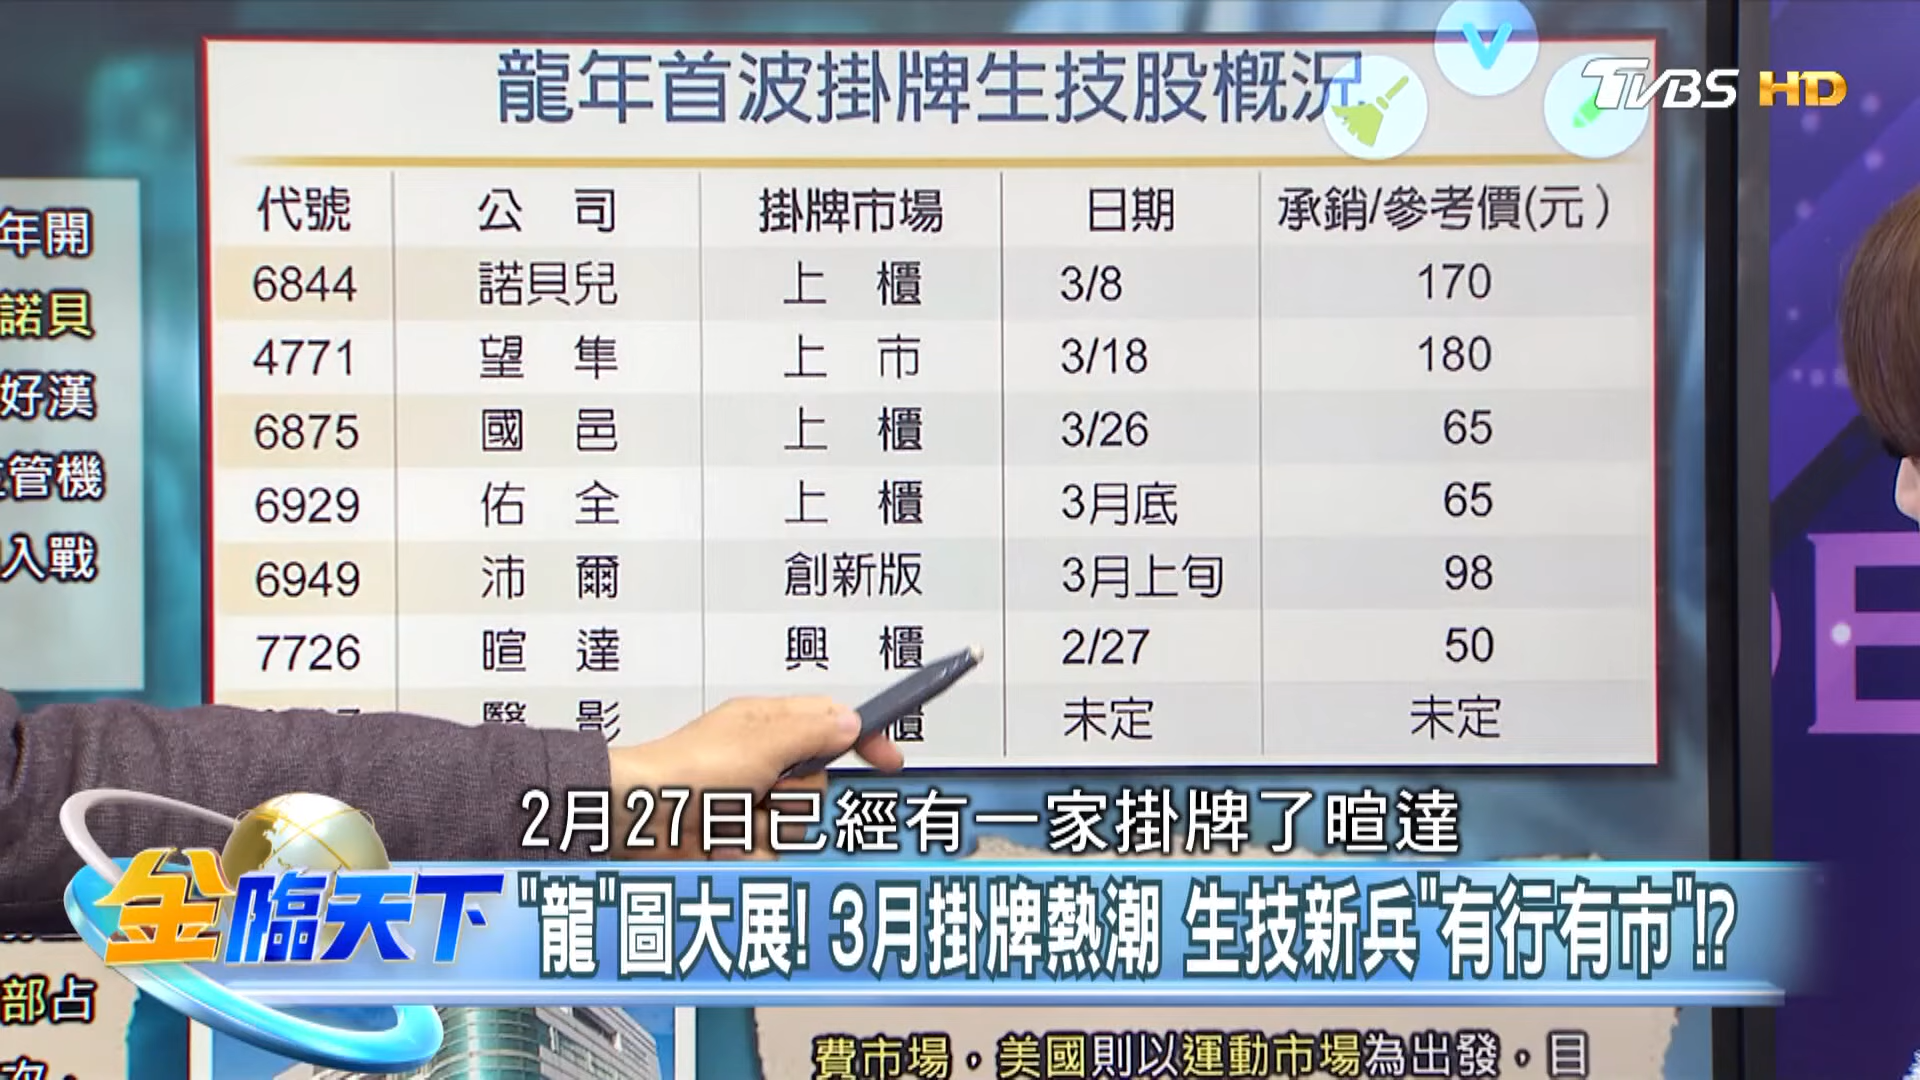 龍年首波掛牌生技股概況
TVBS HD
代號 公司 掛牌市場 日期 承銷/參考價(元)
6844 諾貝兒 上櫃 3/8 170
4771 望隼 上市 3/18 180
6875 國邑 上櫃 3/26 65
6929 佑全 上櫃 3月底 65
6949 沛爾 創新版 3月上旬 98
7726 暄達 興櫃 2/27 50
醫影 櫃 未定 未定
年開
諾貝
好漢
管機
入戰
2月27日已經有一家掛牌了暄達
金臨天下
"龍"圖大展! 3月掛牌熱潮 生技新兵"有行有市"!?
部占
次,
費市場,美國則以運動市場為出發,目